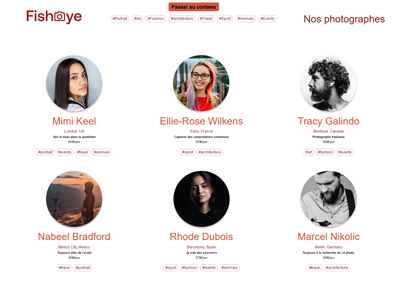 Passer au contenu
FishEye
#Portrait #Art #Fashion #Architecture #Travel #Sport #Animals #Events
Nos photographes
Mimi Keel
London, UK
Voir le beau dans le quotidien
400€/jour
#portrait #events #travel #animals
Ellie-Rose Wilkens
Paris, France
Capturer des compositions complexes
250€/jour
#sport #architecture
Tracy Galindo
Montreal, Canada
Photographe freelance
500€/jour
#art #fashion #events
Nabeel Bradford
Mexico City, Mexico
Toujours aller de l'avant
350€/jour
#travel #portrait
Rhode Dubois
Barcelona, Spain
Je crée des souvenirs
275€/jour
#sport #fashion #events #animals
Marcel Nikolic
Berlin, Germany
Toujours à la recherche de LA photo
300€/jour
#travel #architecture